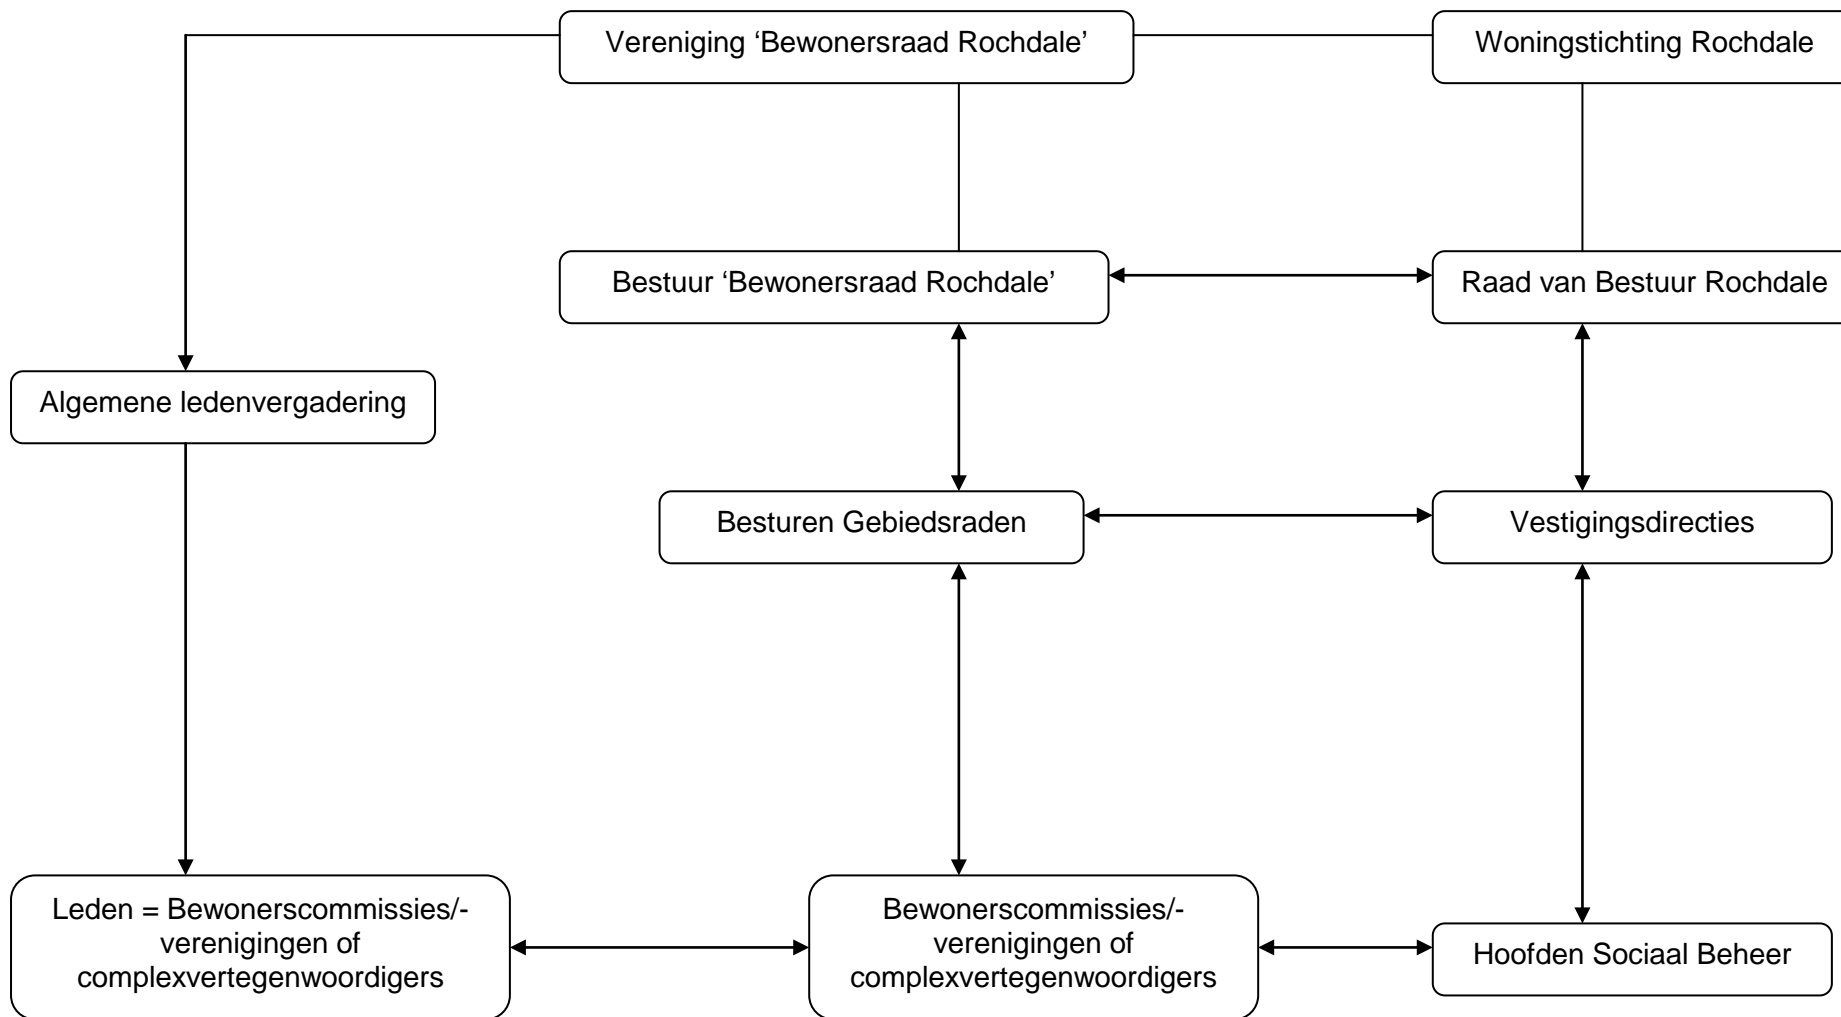 Vereniging ‘Bewonersraad Rochdale’
Woningstichting Rochdale
Bestuur ‘Bewonersraad Rochdale’
Raad van Bestuur Rochdale
Algemene ledenvergadering
Besturen Gebiedsraden
Vestigingsdirecties
Leden = Bewonerscommissies/-
verenigingen of
complexvertegenwoordigers
Bewonerscommissies/-
verenigingen of
complexvertegenwoordigers
Hoofden Sociaal Beheer